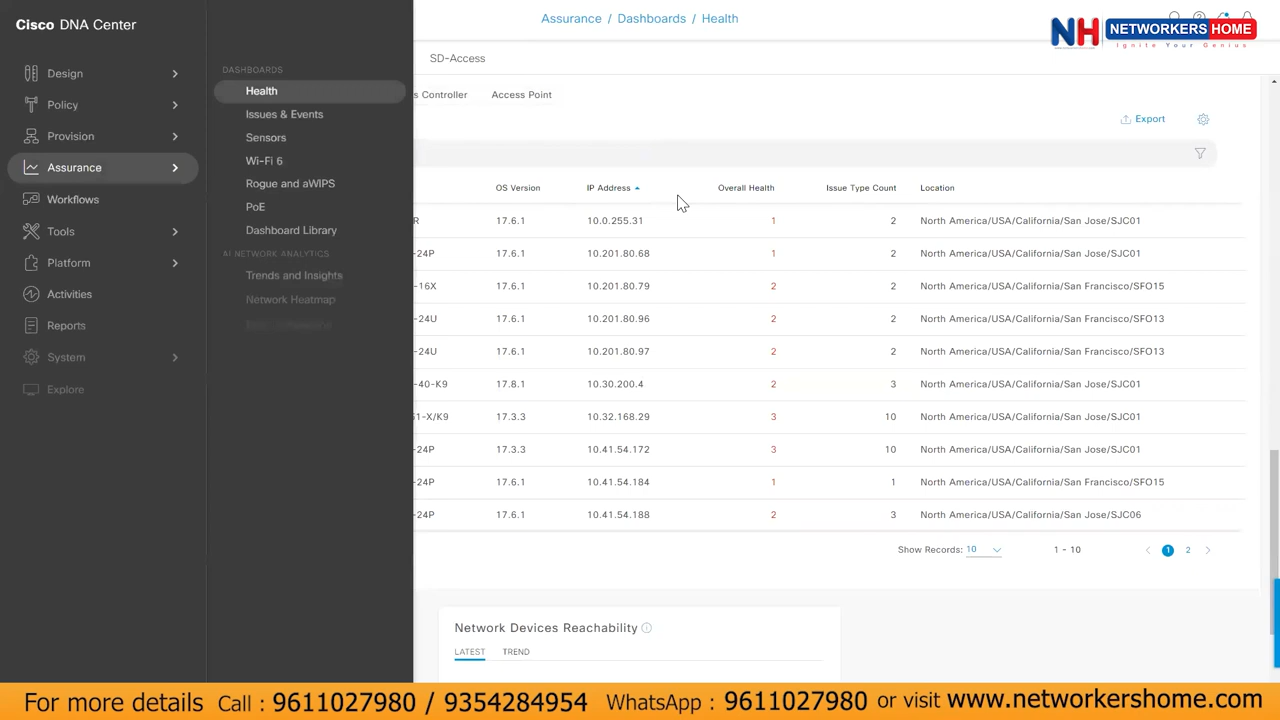 Cisco DNA Center
Assurance / Dashboards / Health
NH NETWORKERS HOME
Ignite Your Genius
SD-Access
Design
Policy
Provision
Assurance
Workflows
Tools
Platform
Activities
Reports
System
Explore
DASHBOARDS
Health
Issues & Events
Sensors
Wi-Fi 6
Rogue and aWIPS
PoE
Dashboard Library
AI NETWORK ANALYTICS
Trends and Insights
Network Heatmap
s Controller Access Point
Export
OS Version IP Address Overall Health Issue Type Count Location
R 17.6.1 10.0.255.31 1 2 North America/USA/California/San Jose/SJC01
-24P 17.6.1 10.201.80.68 1 2 North America/USA/California/San Jose/SJC01
-16X 17.6.1 10.201.80.79 2 2 North America/USA/California/San Francisco/SFO15
-24U 17.6.1 10.201.80.96 2 2 North America/USA/California/San Francisco/SFO13
-24U 17.6.1 10.201.80.97 2 2 North America/USA/California/San Francisco/SFO13
-40-K9 17.8.1 10.30.200.4 2 3 North America/USA/California/San Jose/SJC01
31-X/K9 17.3.3 10.32.168.29 3 10 North America/USA/California/San Jose/SJC01
-24P 17.3.3 10.41.54.172 3 10 North America/USA/California/San Jose/SJC01
-24P 17.6.1 10.41.54.184 1 1 North America/USA/California/San Francisco/SFO15
-24P 17.6.1 10.41.54.188 2 3 North America/USA/California/San Jose/SJC06
Show Records: 10 1 - 10 1 2
Network Devices Reachability
LATEST TREND
For more details Call : 9611027980 / 9354284954 WhatsApp : 9611027980 or visit www.networkershome.com